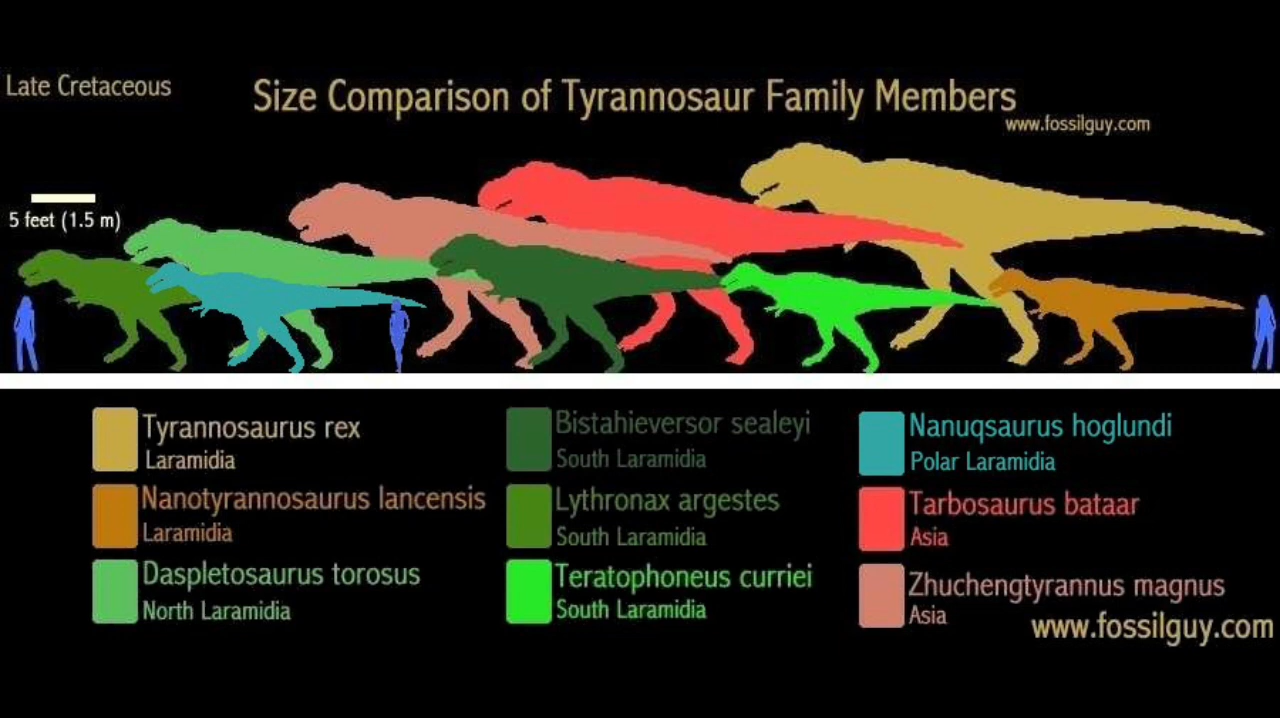 Late Cretaceous
Size Comparison of Tyrannosaur Family Members
www.fossilguy.com
5 feet (1.5 m)
Tyrannosaurus rex
Laramidia
Nanotyrannosaurus lancensis
Laramidia
Daspletosaurus torosus
North Laramidia
Bistahieversor sealeyi
South Laramidia
Lythronax argestes
South Laramidia
Teratophoneus curriei
South Laramidia
Nanuqsaurus hoglundi
Polar Laramidia
Tarbosaurus bataar
Asia
Zhuchengtyrannus magnus
Asia
www.fossilguy.com